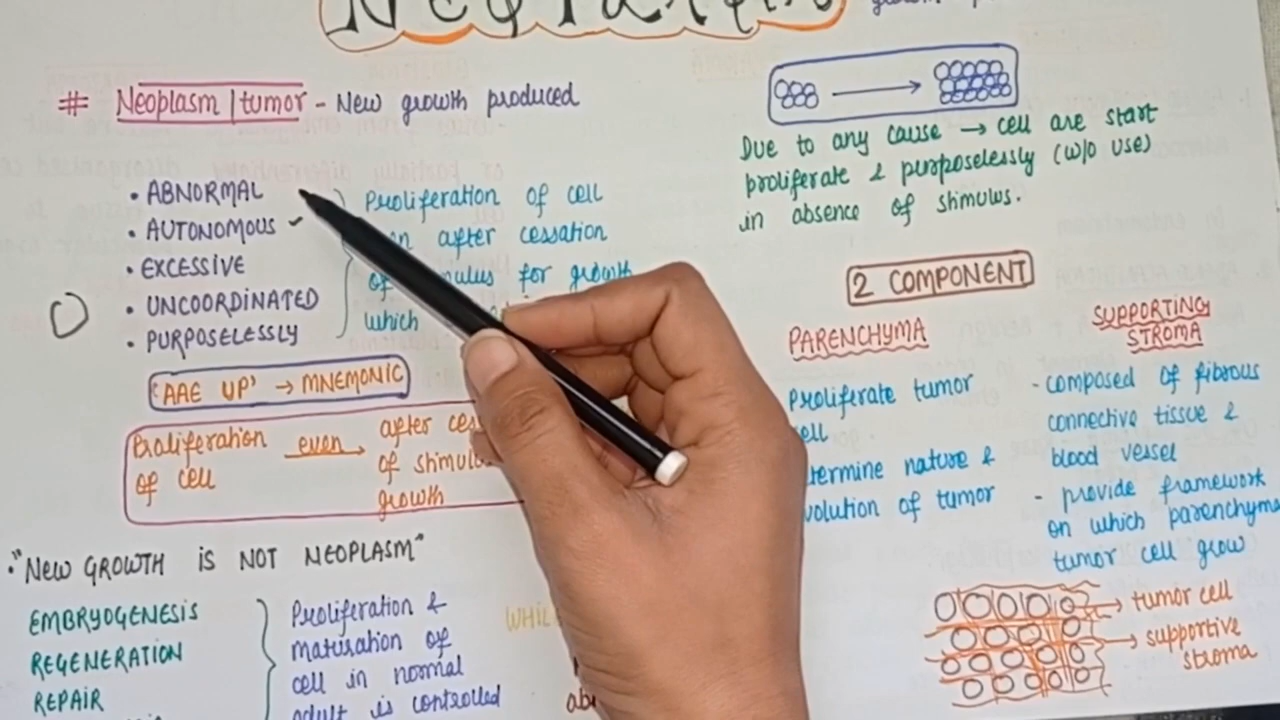 NEOPLASIA
# Neoplasm | tumor - New growth produced
• ABNORMAL
• AUTONOMOUS
• EXCESSIVE
• UNCOORDINATED
• PURPOSELESSLY
Proliferation of cell
after cessation
of for growth
which
'AAE UP' → MNEMONIC
Proliferation even → after
of cell of
growth
•"NEW GROWTH IS NOT NEOPLASM"
EMBRYOGENESIS
REGENERATION
REPAIR
Proliferation &
maturation of
cell in normal
adult is controlled
Due to any cause → cell are start
proliferate & purposelessly (w/o use)
in absence of stimulus.
2 COMPONENT
PARENCHYMA
Proliferate tumor
nature &
of tumor
SUPPORTING
STROMA
- composed of fibrous
connective tissue &
blood vessel
- provide framework
on which parenchyma
tumor cell grow
→ tumor cell
→ supportive
stroma